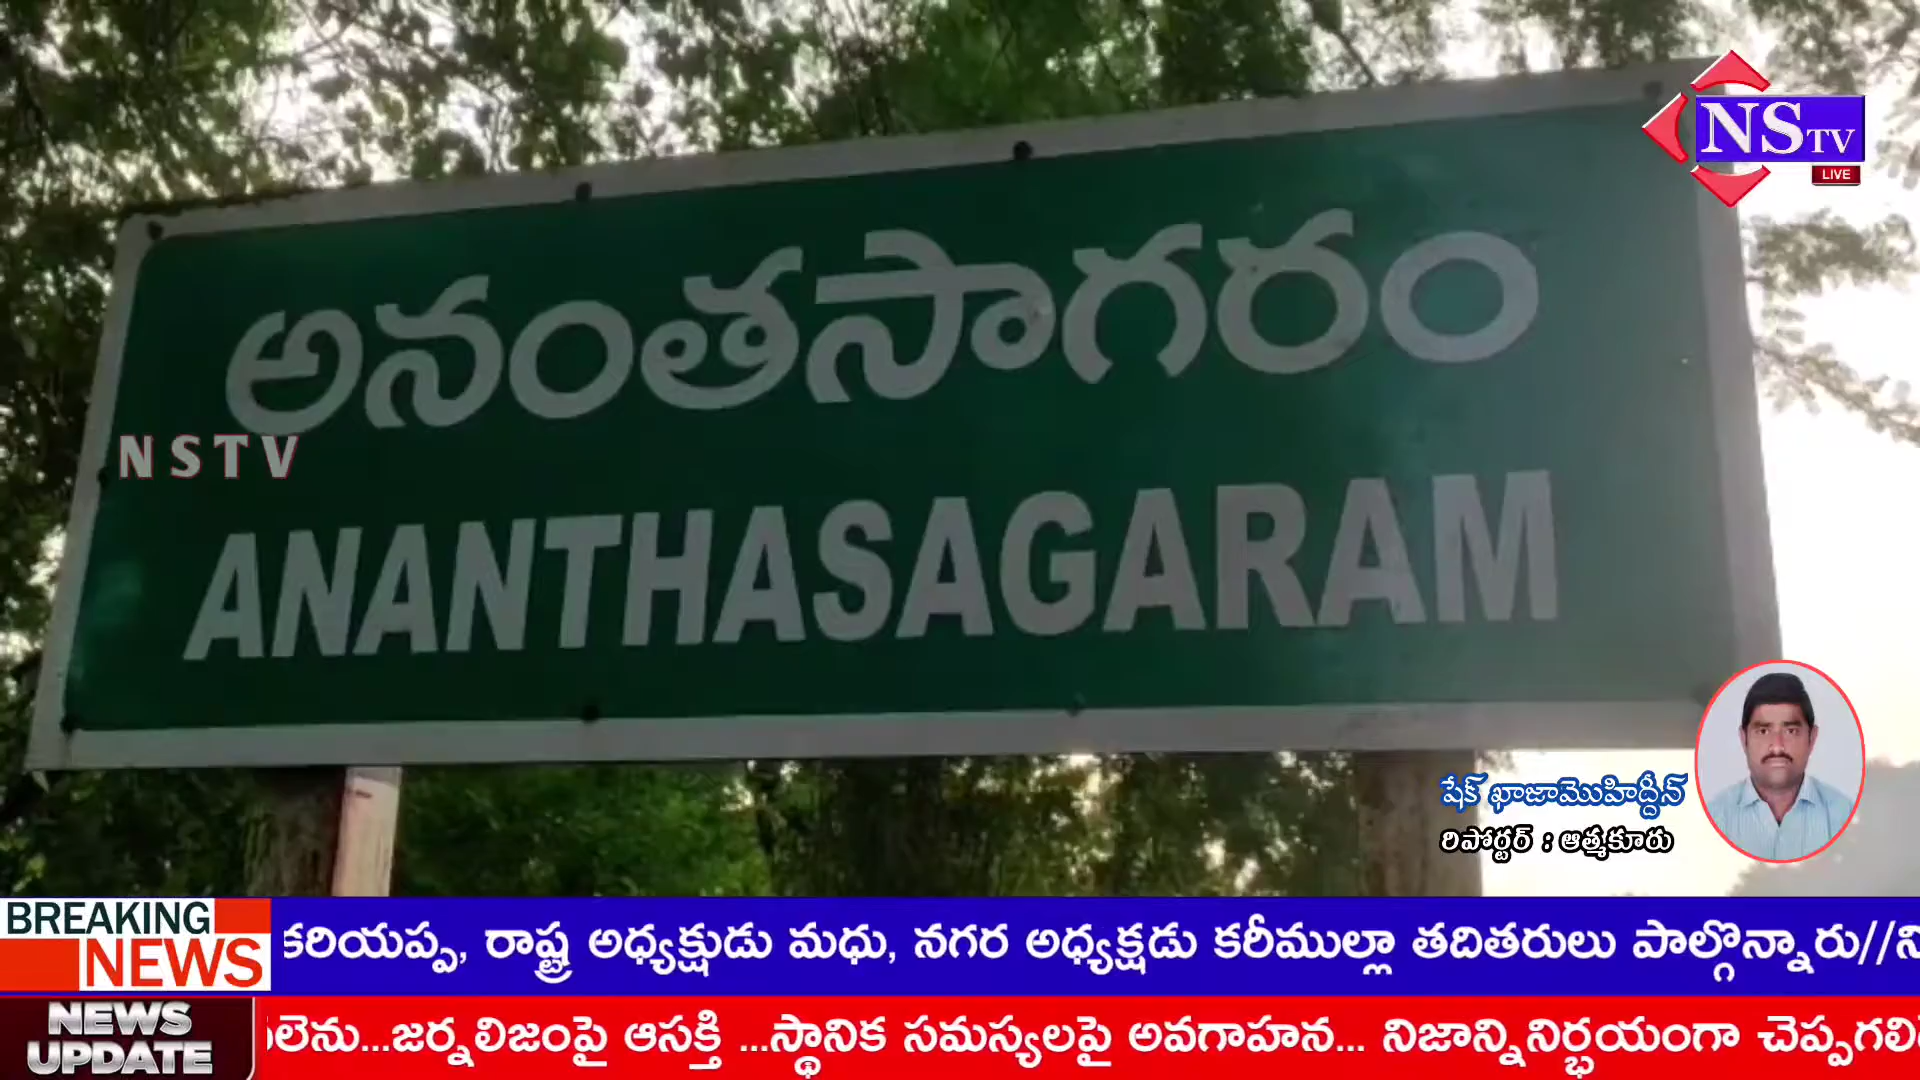 NSTV
LIVE
అనంతసాగరం
NSTV
ANANTHASAGARAM
షేక్ ఖాజామొహిద్దీన్
రిపోర్టర్ : ఆత్మకూరు
BREAKING
NEWS
కరియప్ప, రాష్ట్ర అధ్యక్షుడు మధు, నగర అధ్యక్షడు కరీముల్లా తదితరులు పాల్గొన్నారు//
NEWS
UPDATE
...జర్నలిజంపై ఆసక్తి ...స్థానిక సమస్యలపై అవగాహన... నిజాన్నినిర్భయంగా